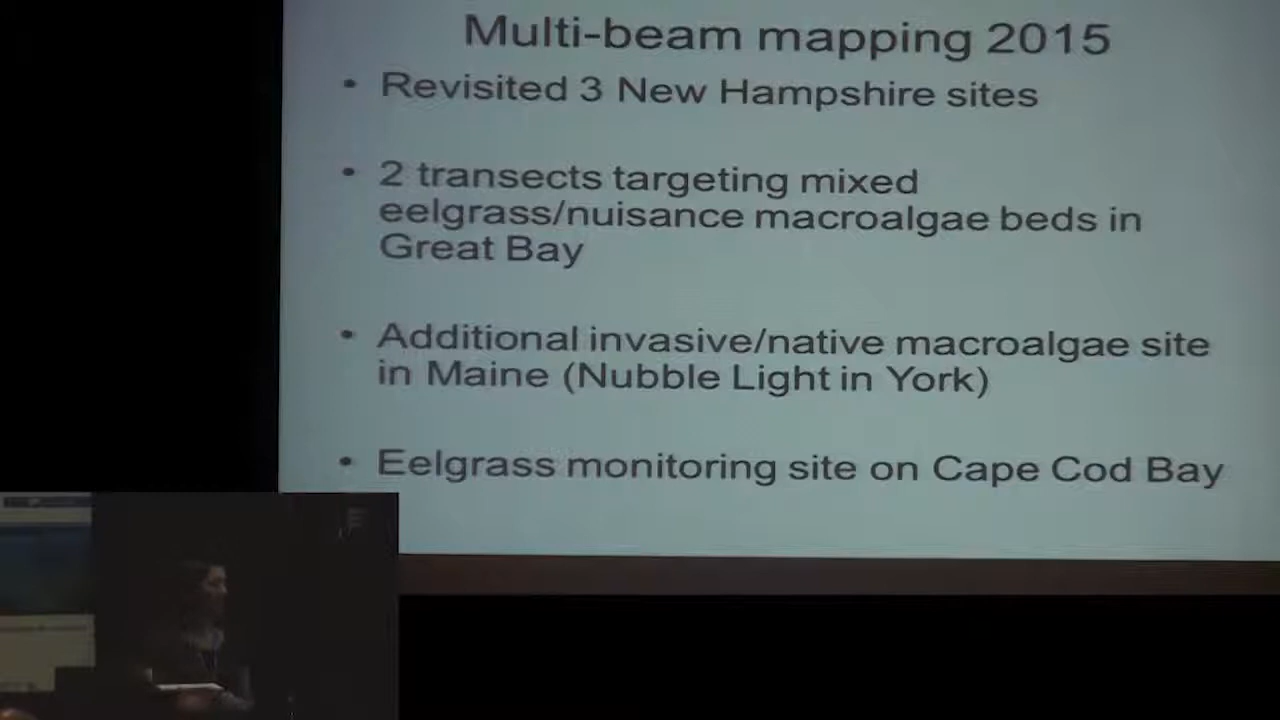 Multi-beam mapping 2015
• Revisited 3 New Hampshire sites
• 2 transects targeting mixed
eelgrass/nuisance macroalgae beds in
Great Bay
• Additional invasive/native macroalgae site
in Maine (Nubble Light in York)
• Eelgrass monitoring site on Cape Cod Bay